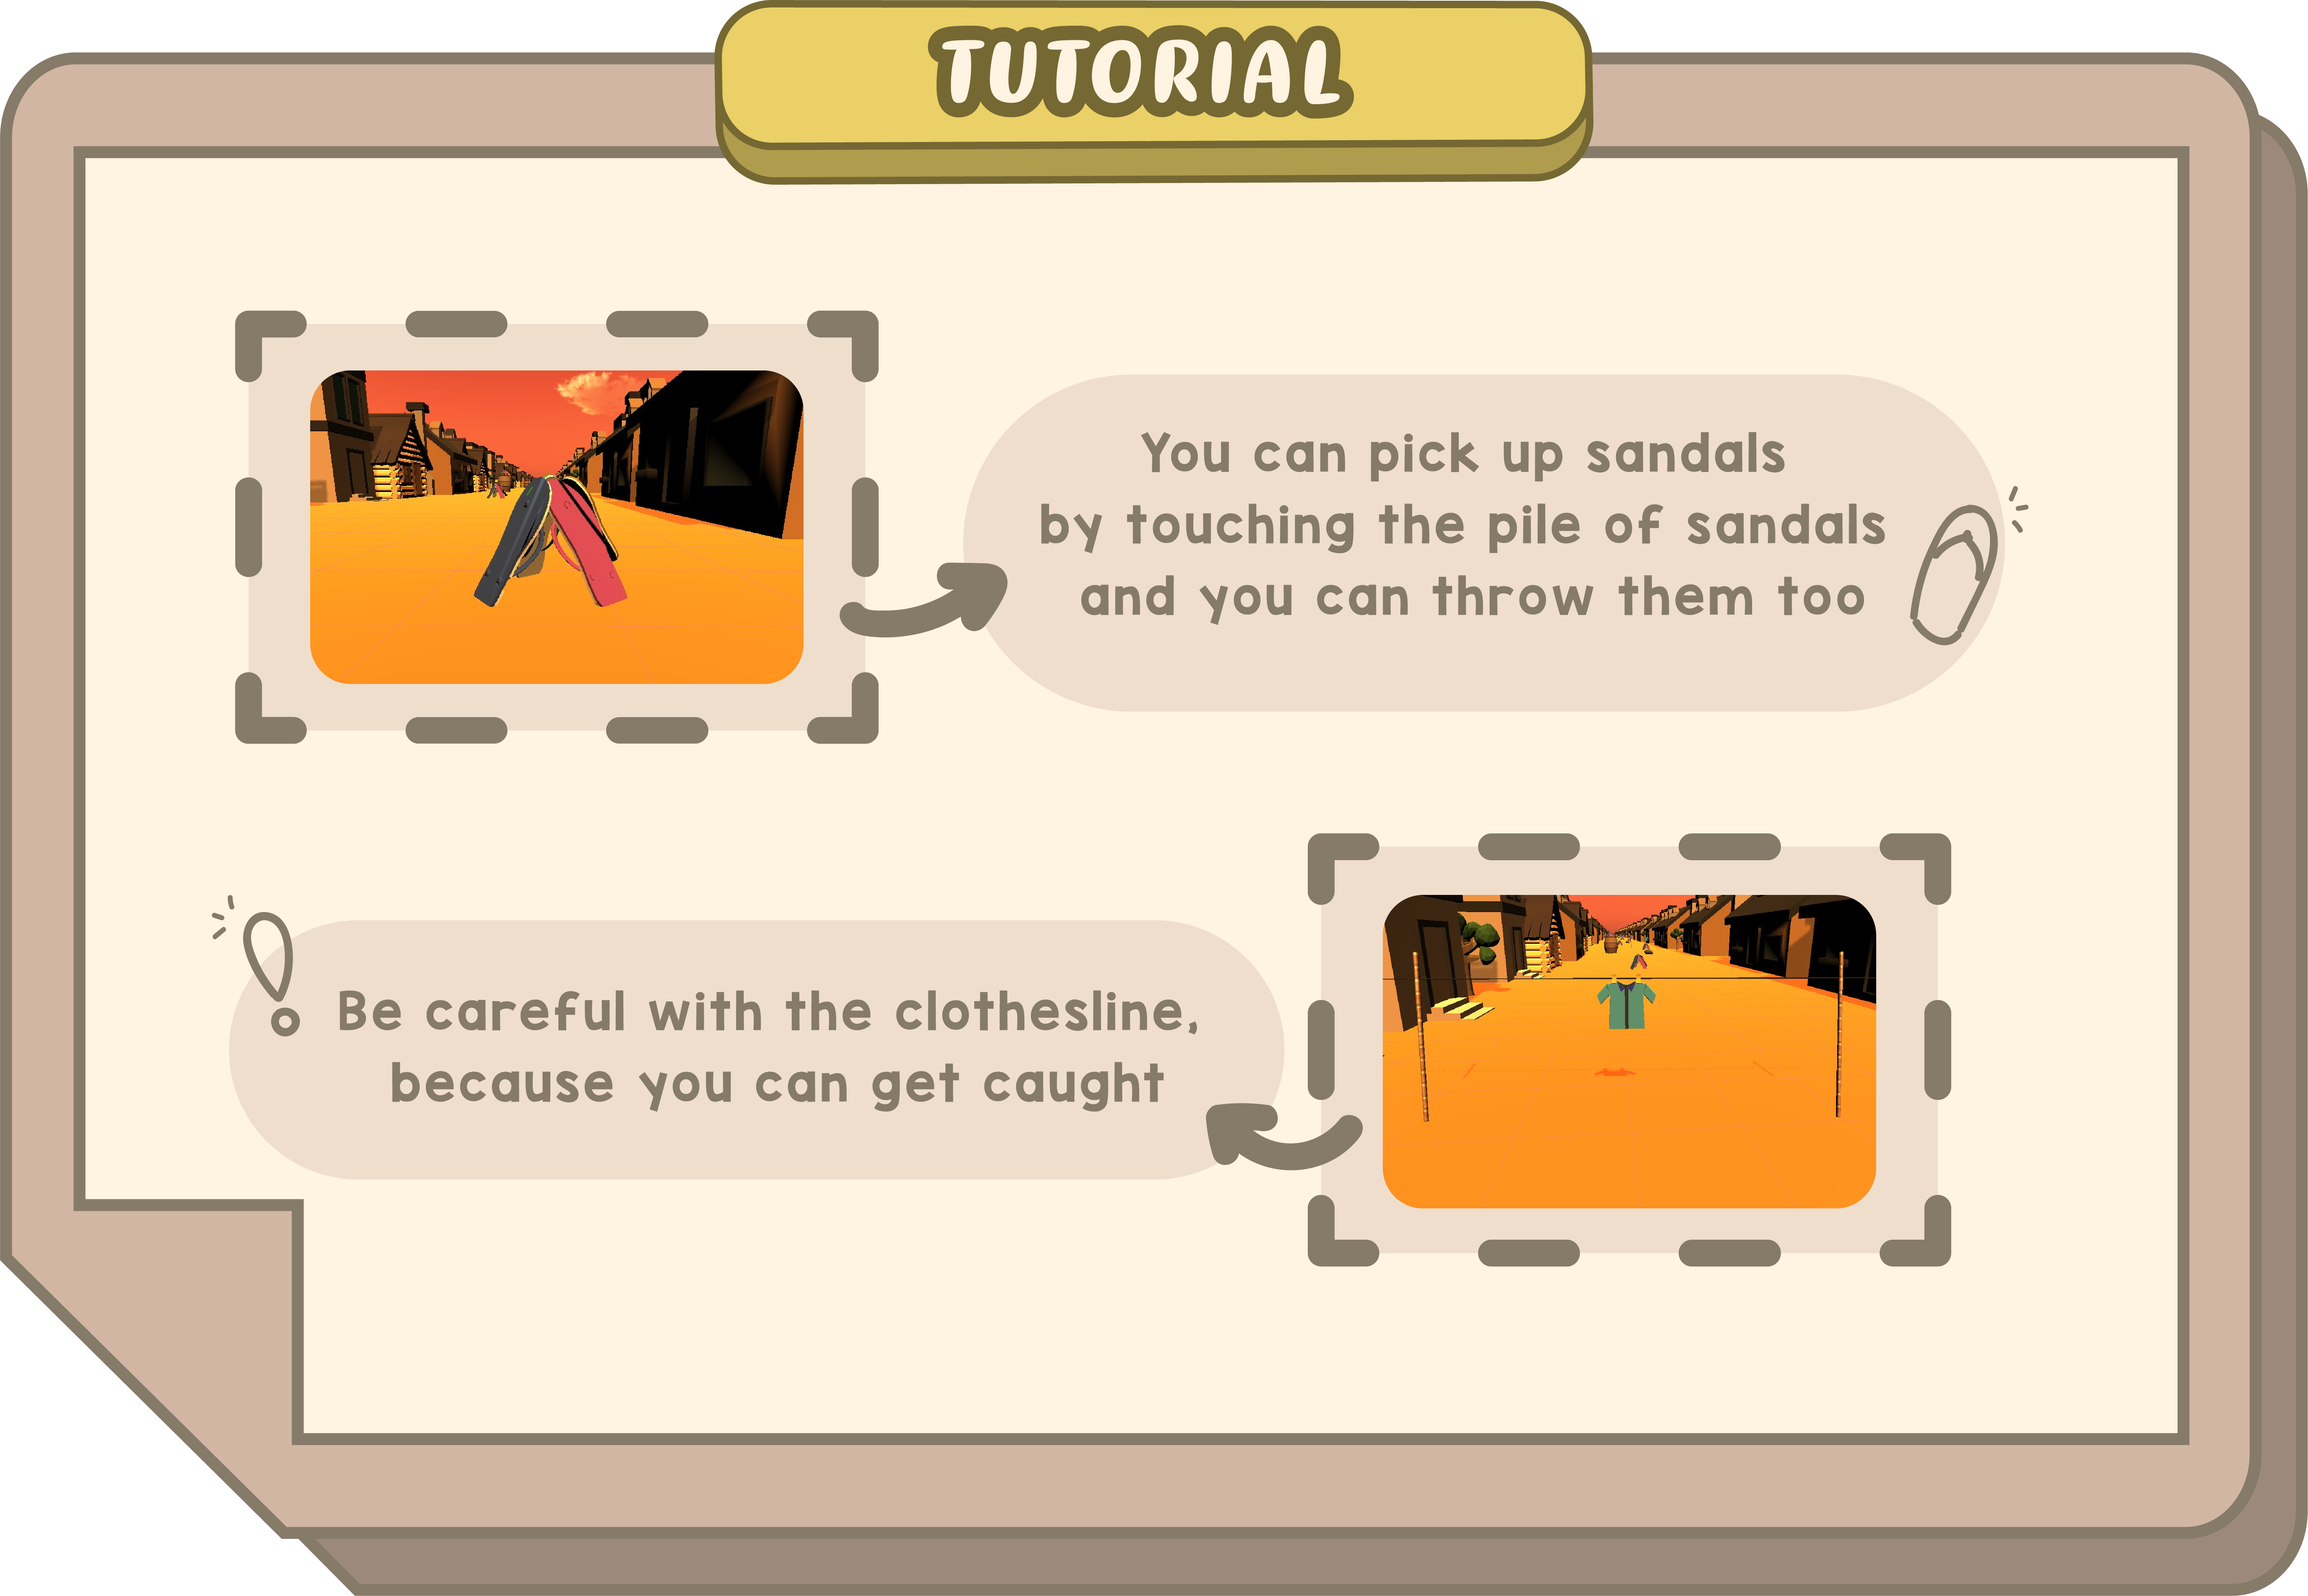 TUTORIAL
You can pick up sandals
by touching the pile of sandals
and you can throw them too
Be careful with the clothesline,
because you can get caught